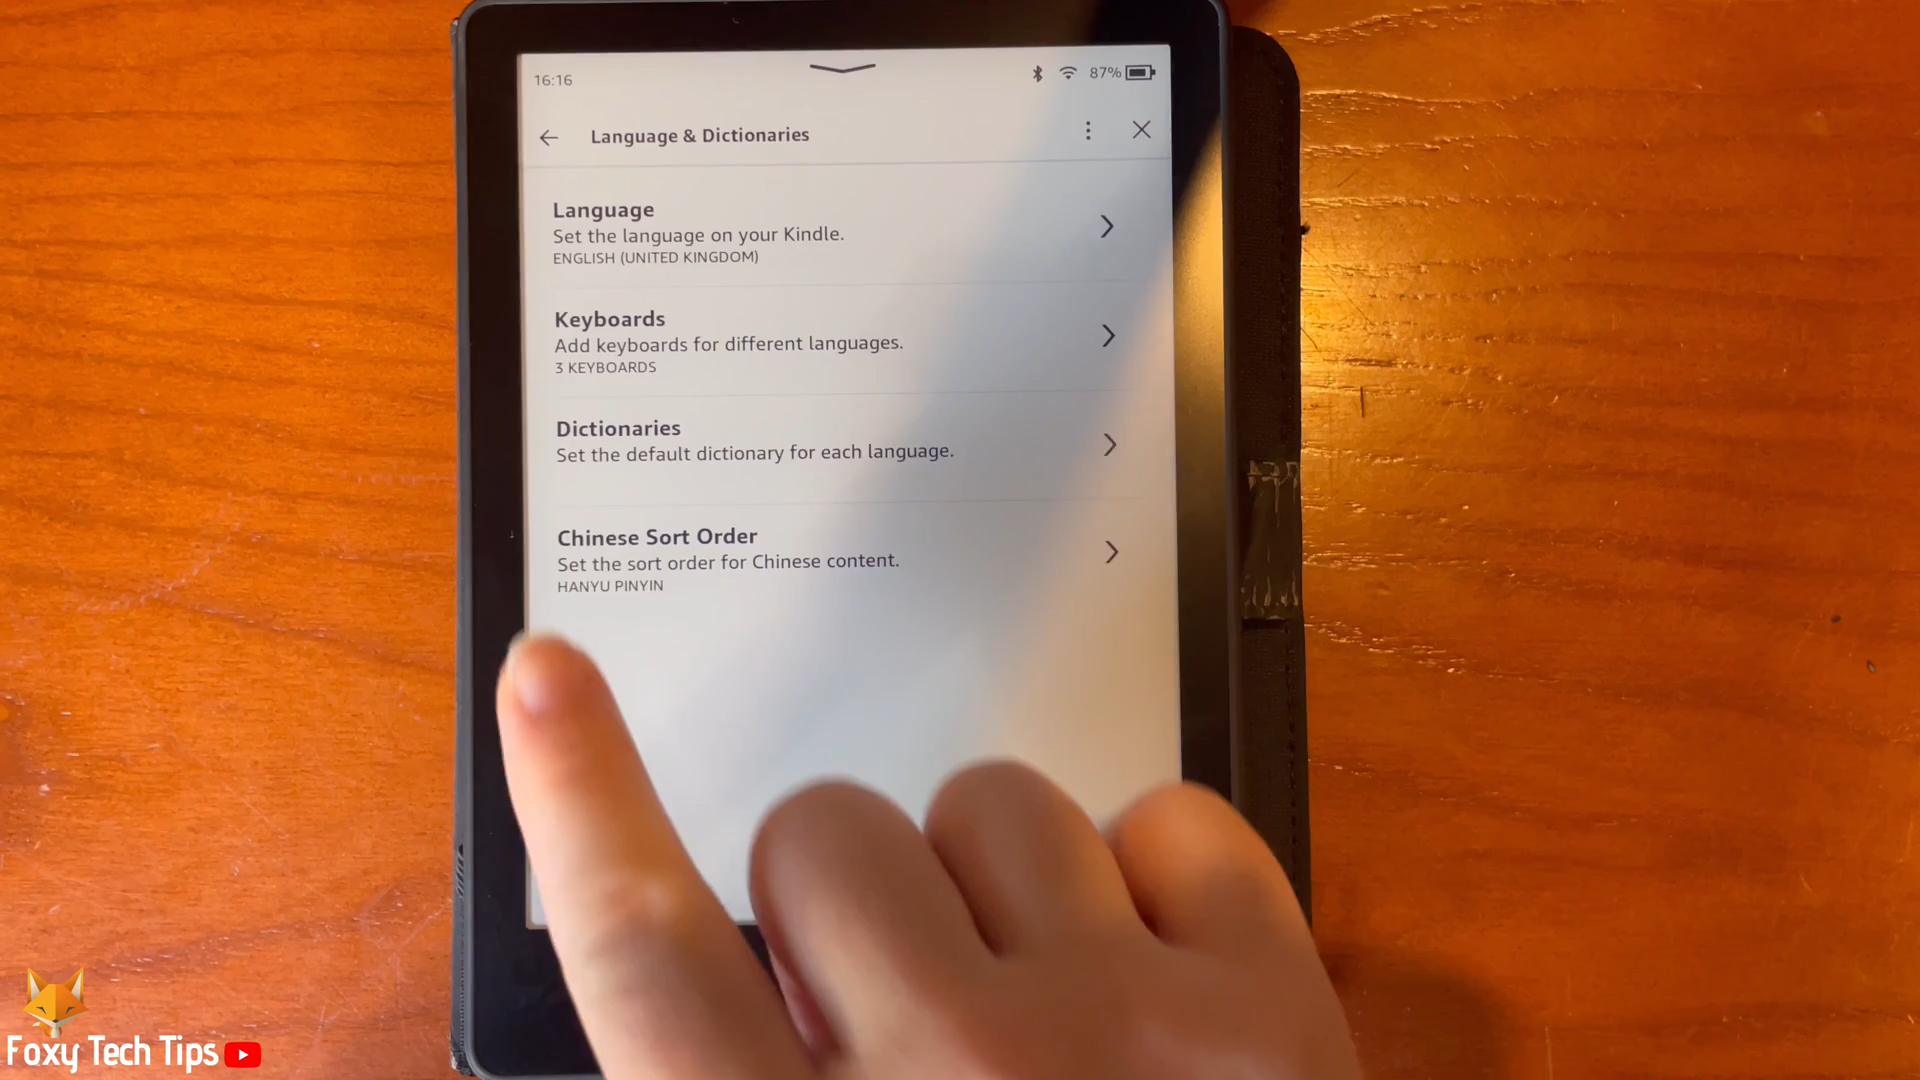 16:16
87%
Language & Dictionaries
Language
Set the language on your Kindle.
ENGLISH (UNITED KINGDOM)
Keyboards
Add keyboards for different languages.
3 KEYBOARDS
Dictionaries
Set the default dictionary for each language.
Chinese Sort Order
Set the sort order for Chinese content.
HANYU PINYIN
Foxy Tech Tips